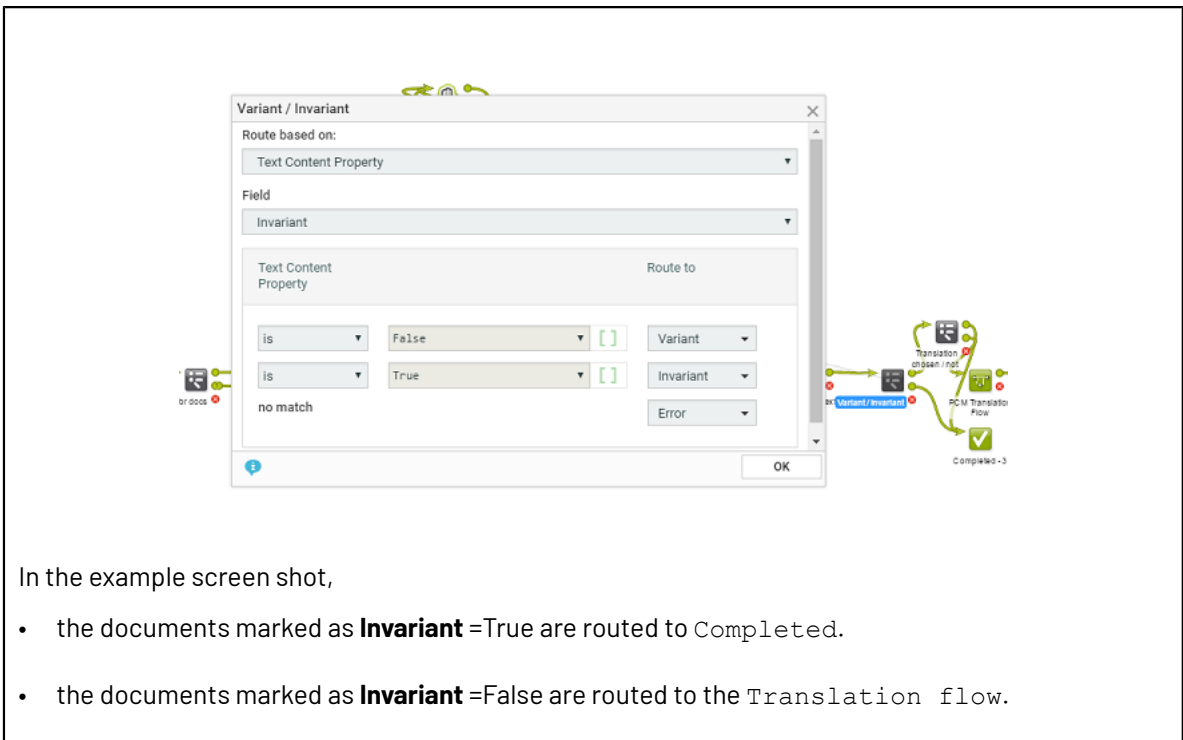 Variant / Invariant
Route based on:
Text Content Property
Field
Invariant
Text Content
Property
Route to
is
False
[ ]
Variant
is
True
[ ]
Invariant
no match
Error
OK
br docs
Variant / Invariant
Translation
chosen / not
PCM Translatio
Flow
Completed - 3
In the example screen shot,
• the documents marked as Invariant =True are routed to Completed.
• the documents marked as Invariant =False are routed to the Translation flow.